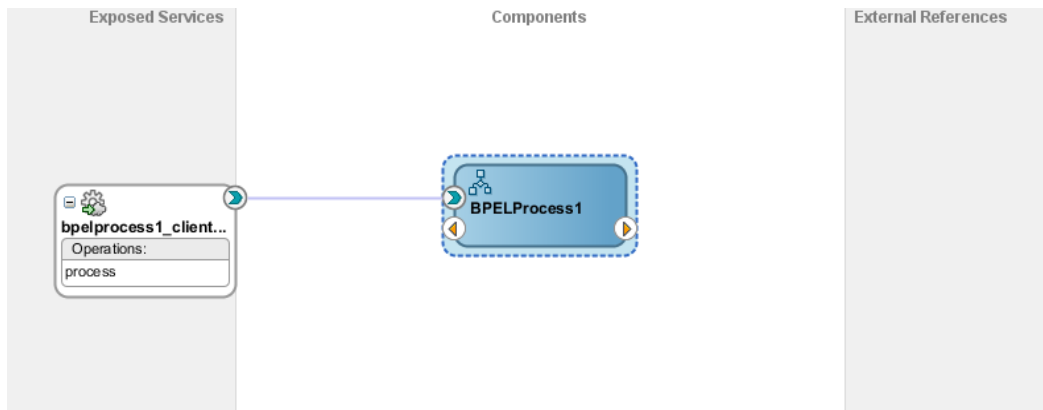 Exposed Services
Components
External References
BPELProcess1
bpelprocess1_client...
Operations:
process